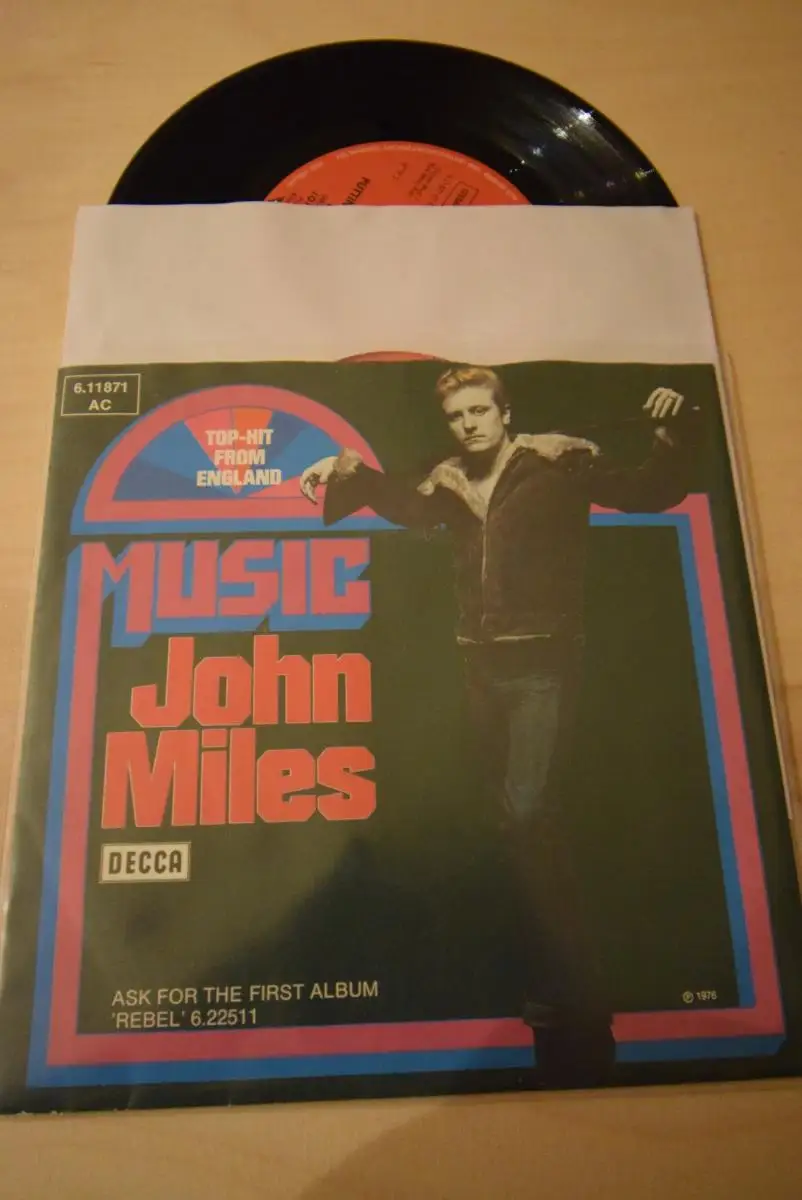 6.11871
AC
TOP-HIT
FROM
ENGLAND
MUSIC
John
Miles
DECCA
ASK FOR THE FIRST ALBUM
'REBEL' 6.22511
℗ 1976